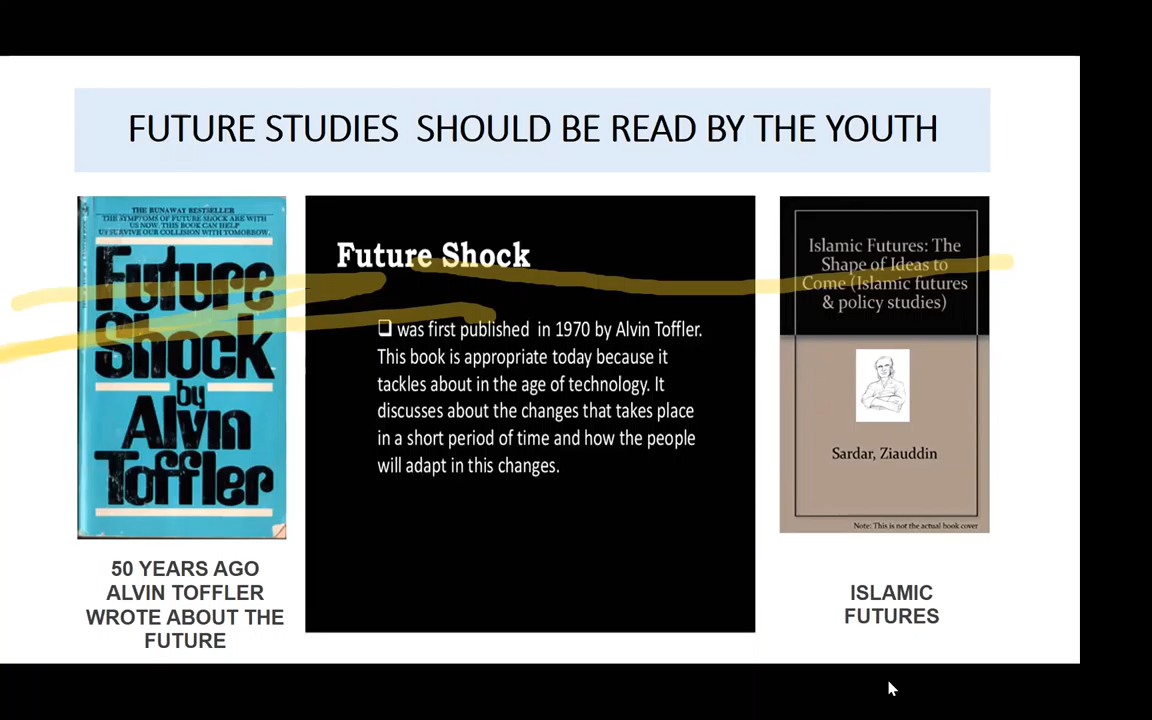 FUTURE STUDIES SHOULD BE READ BY THE YOUTH
THE RUNAWAY BESTSELLER
THE SYMPTOMS OF FUTURE SHOCK ARE WITH
US NOW. THIS BOOK CAN HELP
US SURVIVE OUR COLLISION WITH TOMORROW.
Future
Shock
by
Alvin
Toffler
50 YEARS AGO
ALVIN TOFFLER
WROTE ABOUT THE
FUTURE
Future Shock
❑ was first published in 1970 by Alvin Toffler.
This book is appropriate today because it
tackles about in the age of technology. It
discusses about the changes that takes place
in a short period of time and how the people
will adapt in this changes.
Islamic Futures: The
Shape of Ideas to
Come (Islamic futures
& policy studies)
Sardar, Ziauddin
Note: This is not the actual book cover
ISLAMIC
FUTURES